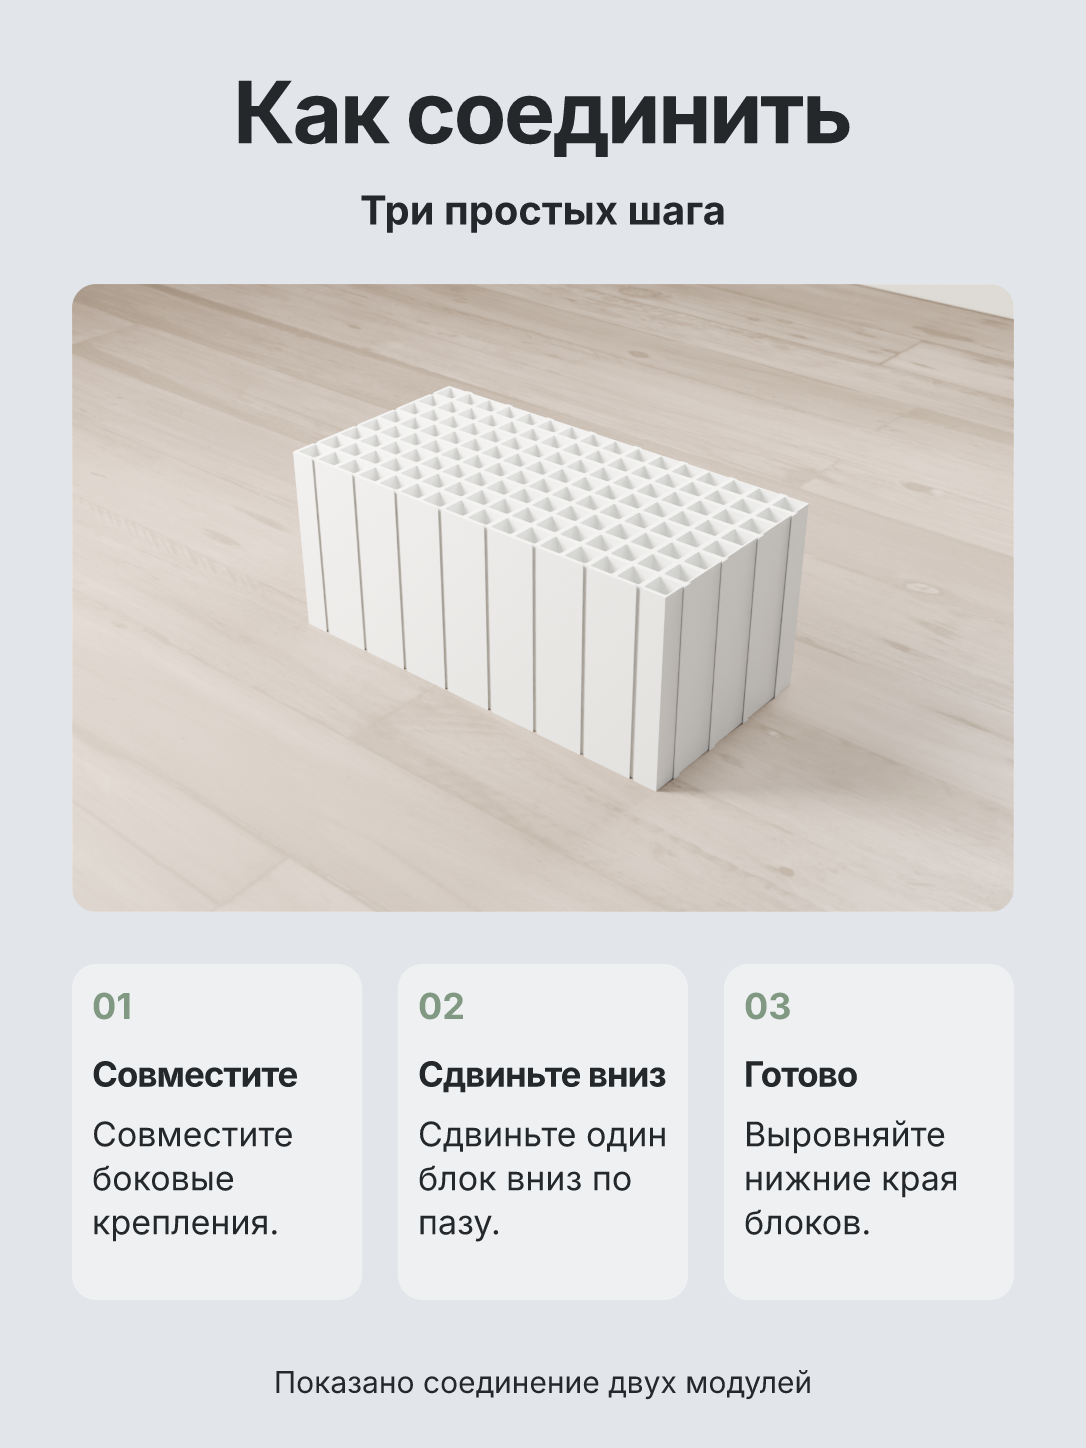 Как соединить
Три простых шага
01
Совместите
Совместите
боковые
крепления.
02
Сдвиньте вниз
Сдвиньте один
блок вниз по
пазу.
03
Готово
Выровняйте
нижние края
блоков.
Показано соединение двух модулей